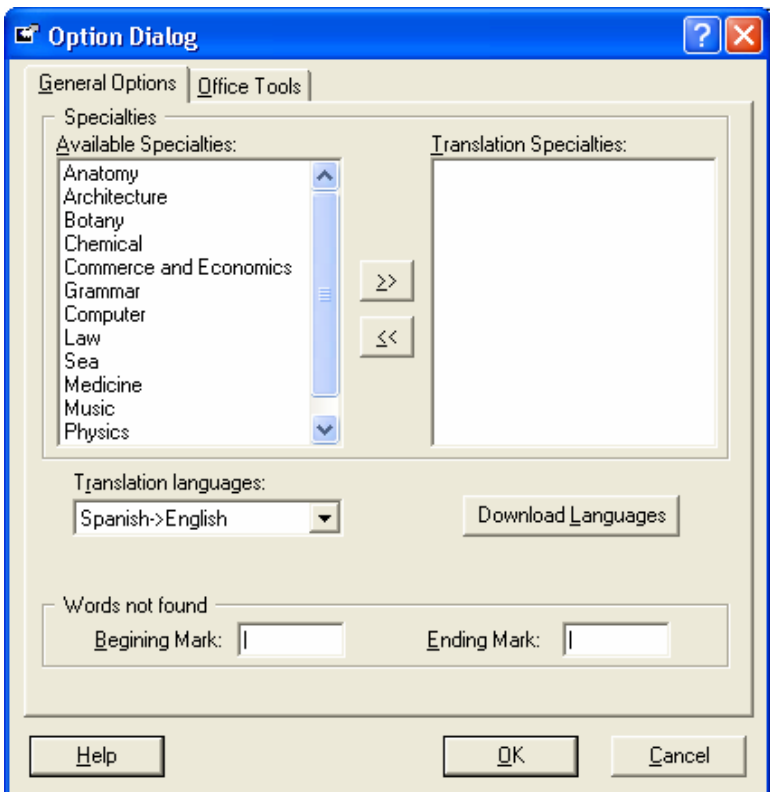 Option Dialog
General Options
Office Tools
Specialties
Available Specialties:
Anatomy
Architecture
Botany
Chemical
Commerce and Economics
Grammar
Computer
Law
Sea
Medicine
Music
Physics
>>
<<
Translation Specialties:
Translation languages:
Spanish->English
Download Languages
Words not found
Begining Mark: |
Ending Mark: |
Help
OK
Cancel